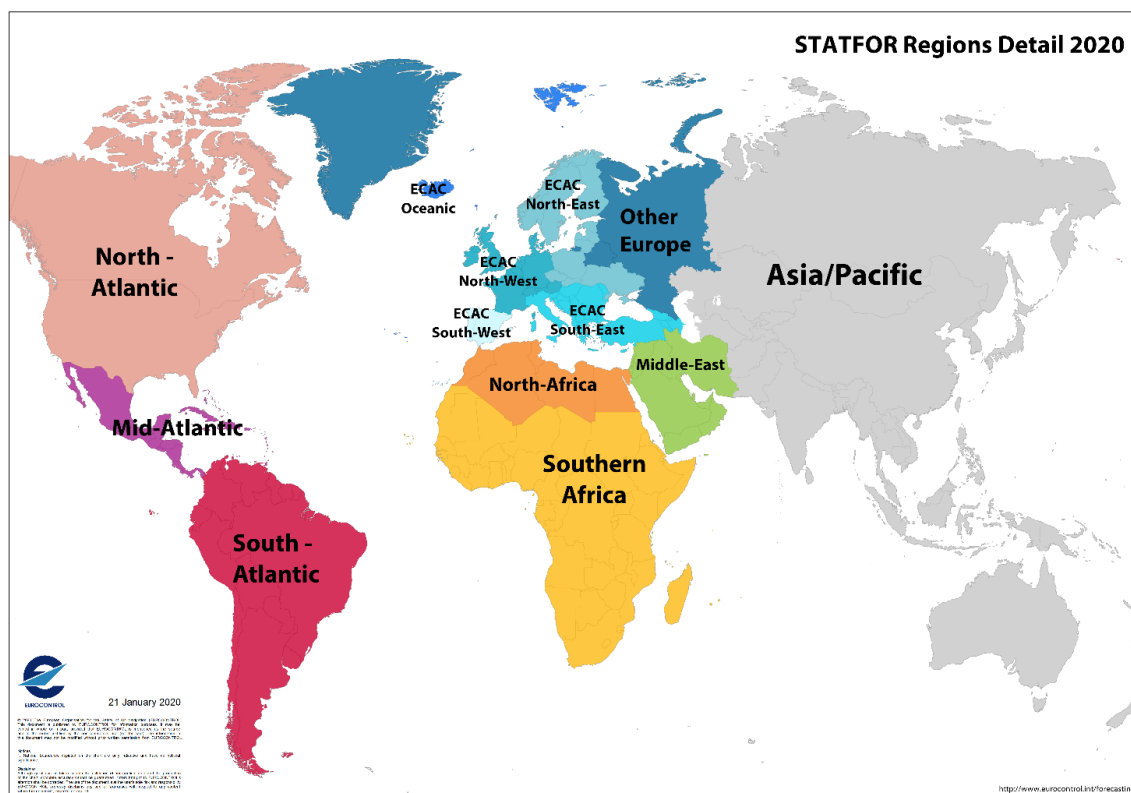 STATFOR Regions Detail 2020
ECAC
Oceanic
ECAC
North-East
Other
Europe
North -
Atlantic
ECAC
North-West
Asia/Pacific
ECAC
South-West
ECAC
South-East
Middle-East
North-Africa
Mid-Atlantic
Southern
Africa
South -
Atlantic
EUROCONTROL
21 January 2020
Notices
Disclaimer
http://www.eurocontrol.int/forecastin